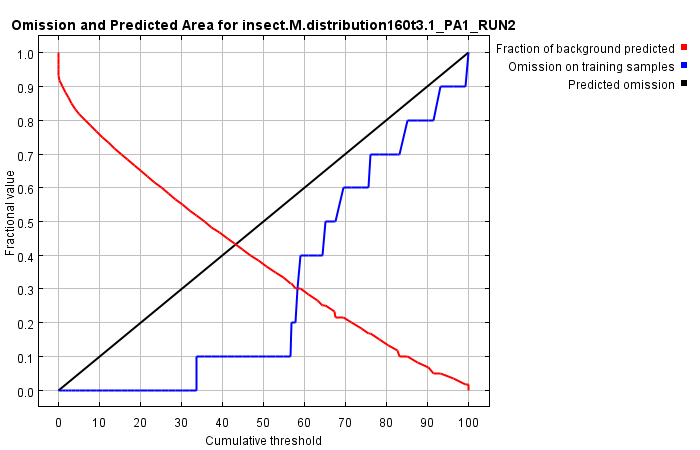 Omission and Predicted Area for insect.M.distribution160t3.1_PA1_RUN2
Fraction of background predicted
Omission on training samples
Predicted omission
Fractional value
1.0
0.9
0.8
0.7
0.6
0.5
0.4
0.3
0.2
0.1
0.0
0 10 20 30 40 50 60 70 80 90 100
Cumulative threshold